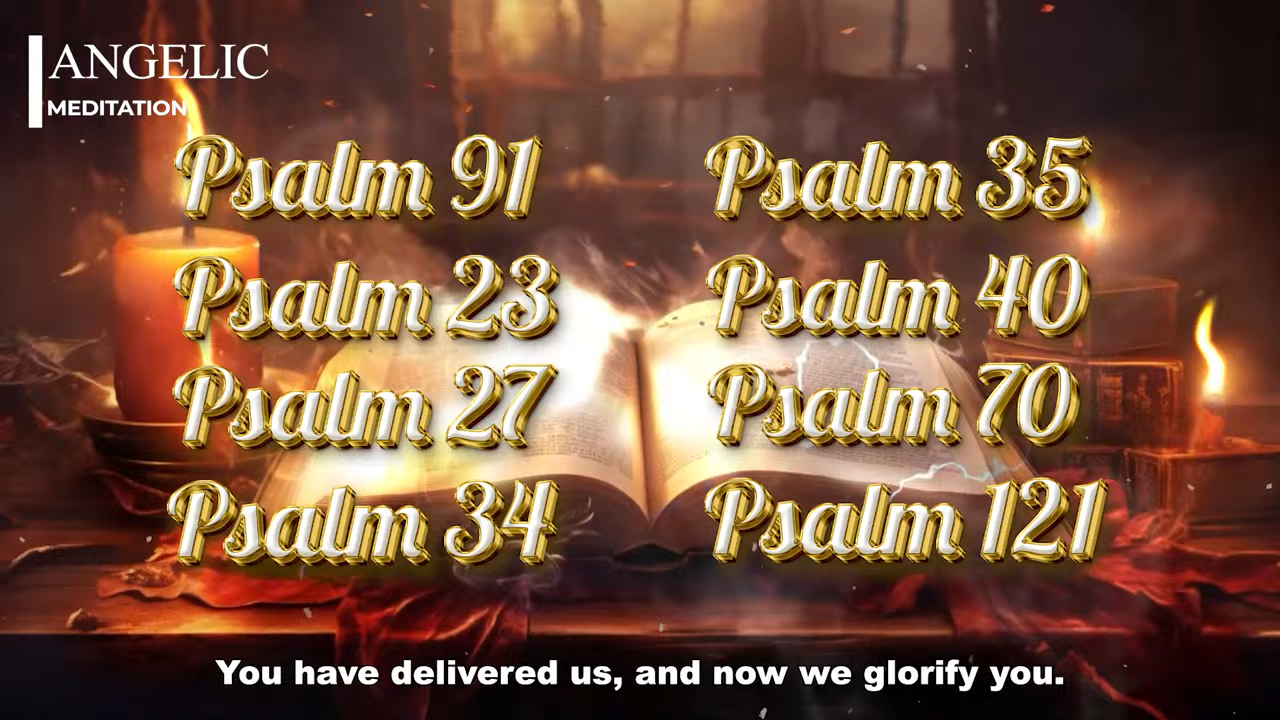 ANGELIC
MEDITATION
Psalm 91
Psalm 23
Psalm 27
Psalm 34
Psalm 35
Psalm 40
Psalm 70
Psalm 121
You have delivered us, and now we glorify you.